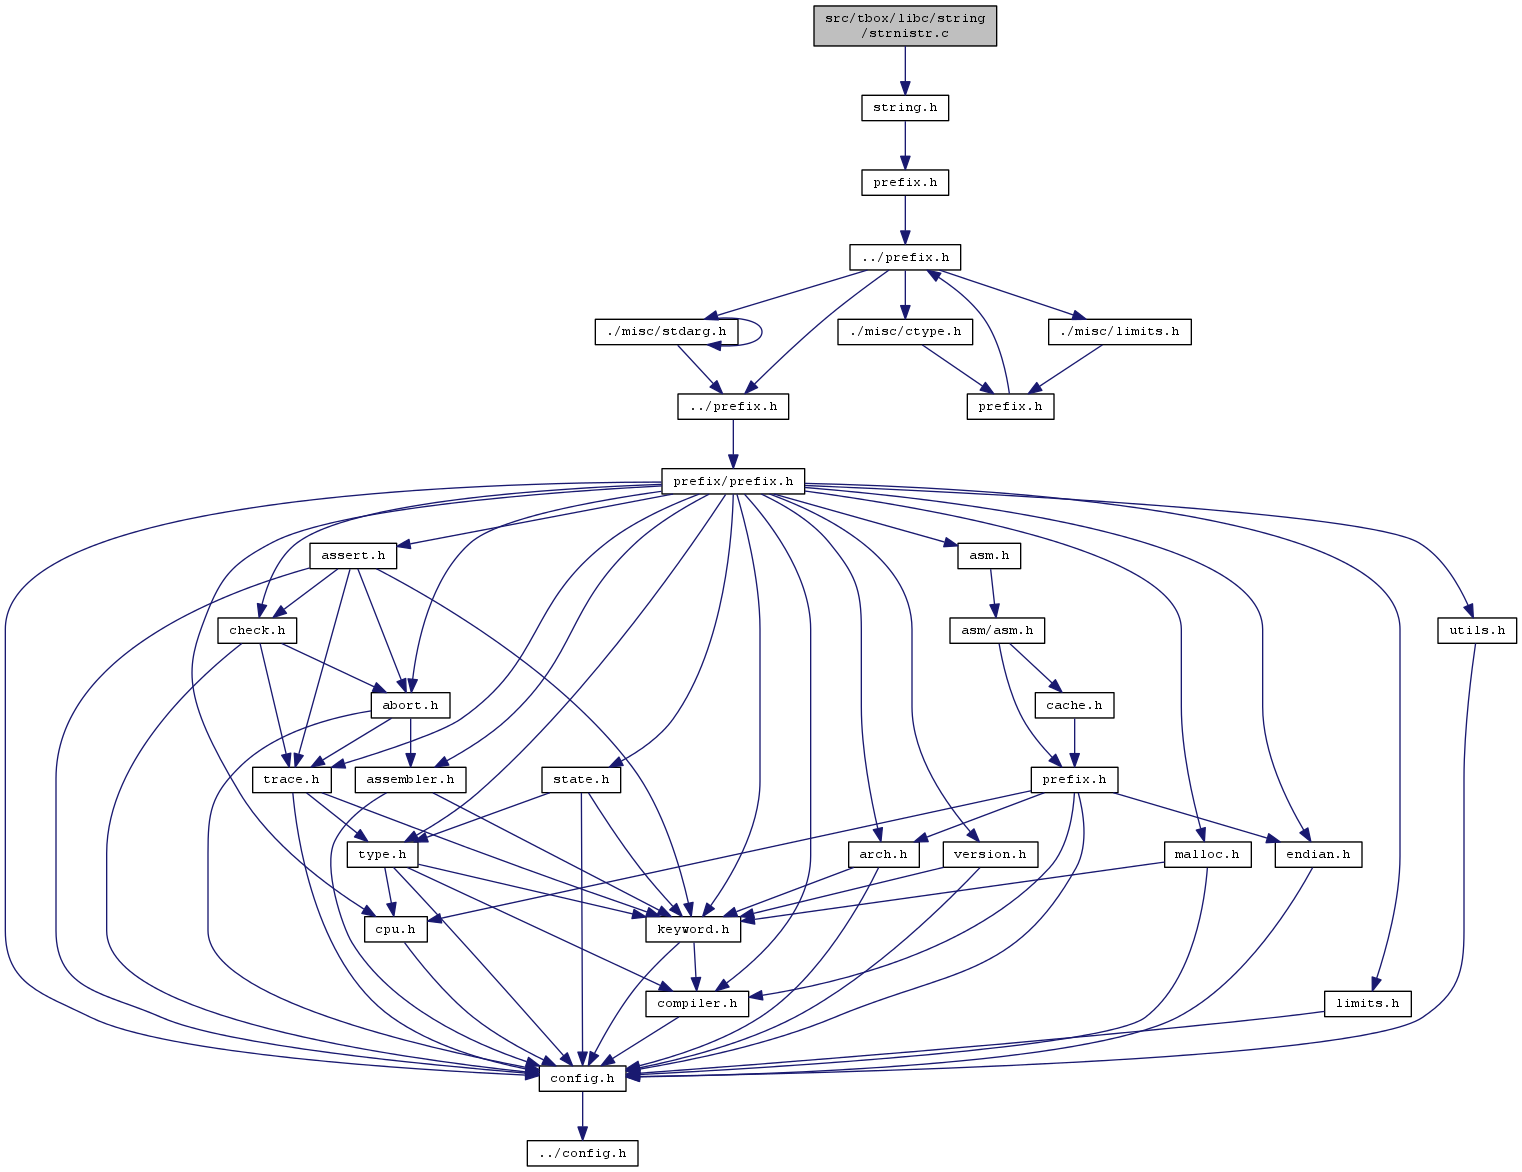 src/tbox/libc/string
/strnistr.c
string.h
prefix.h
../prefix.h
./misc/stdarg.h
./misc/ctype.h
./misc/limits.h
../prefix.h
prefix.h
prefix/prefix.h
assert.h
asm.h
check.h
asm/asm.h
utils.h
abort.h
cache.h
trace.h
assembler.h
state.h
prefix.h
type.h
arch.h
version.h
malloc.h
endian.h
cpu.h
keyword.h
compiler.h
limits.h
config.h
../config.h